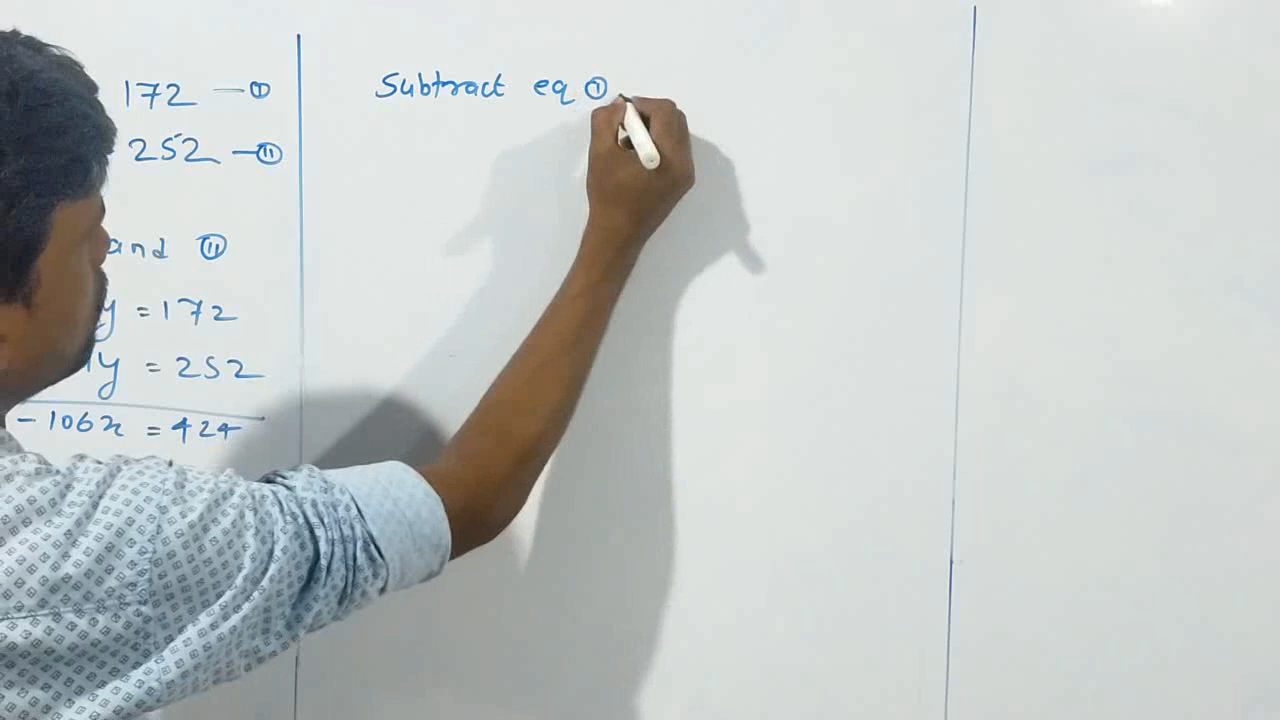 172 — ①
252 — ⑪
and ⑪
y = 172
y = 252
-106x = 424
Subtract eq ①